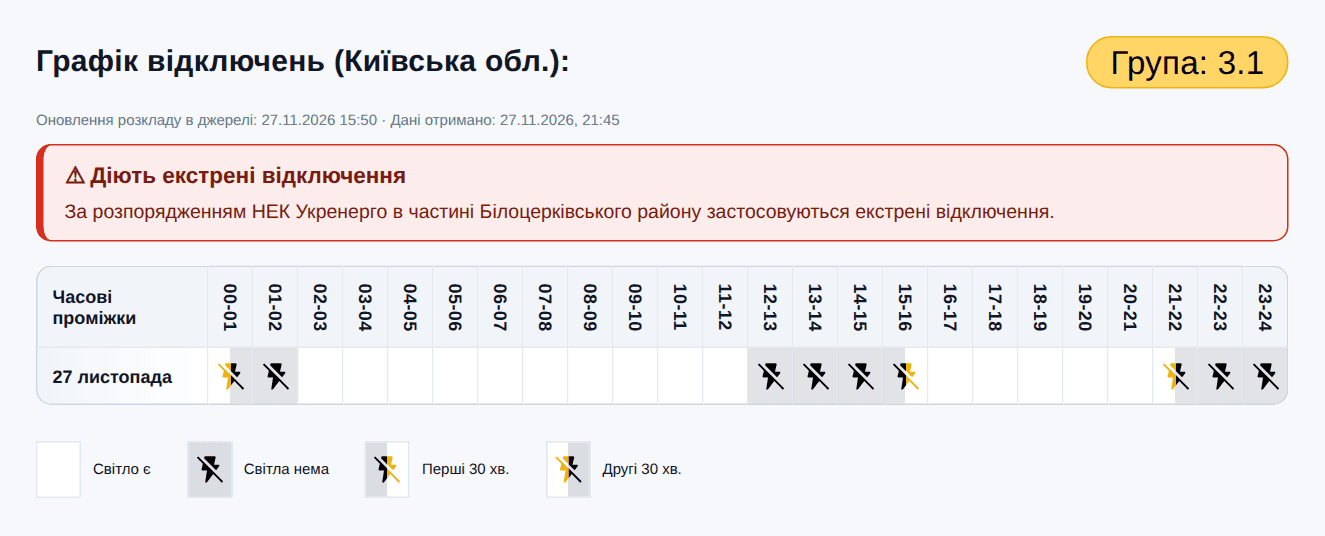 Графік відключень (Київська обл.):
Група: 3.1
Оновлення розкладу в джерелі: 27.11.2026 15:50 · Дані отримано: 27.11.2026, 21:45
⚠ Діють екстрені відключення
За розпорядженням НЕК Укренерго в частині Білоцерківського району застосовуються екстрені відключення.
Часові
проміжки
00-01 01-02 02-03 03-04 04-05 05-06 06-07 07-08 08-09 09-10 10-11 11-12 12-13 13-14 14-15 15-16 16-17 17-18 18-19 19-20 20-21 21-22 22-23 23-24
27 листопада
Світло є Світла нема Перші 30 хв. Другі 30 хв.